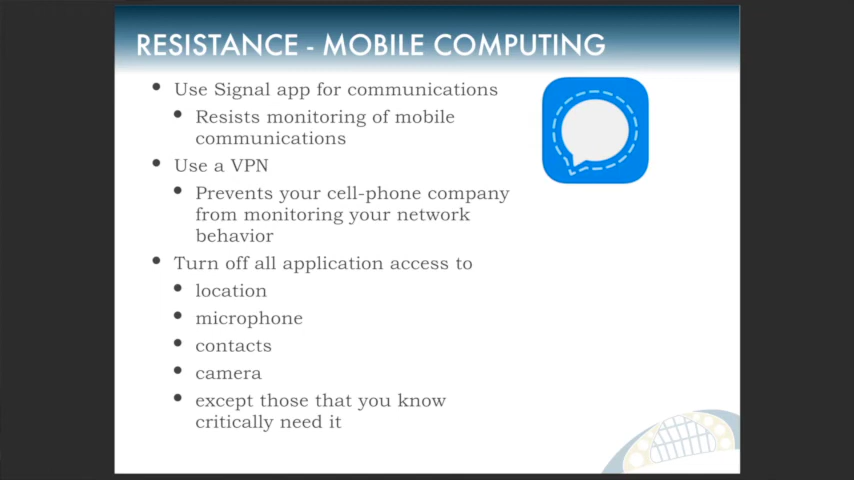 RESISTANCE - MOBILE COMPUTING
• Use Signal app for communications
• Resists monitoring of mobile
communications
• Use a VPN
• Prevents your cell-phone company
from monitoring your network
behavior
• Turn off all application access to
• location
• microphone
• contacts
• camera
• except those that you know
critically need it